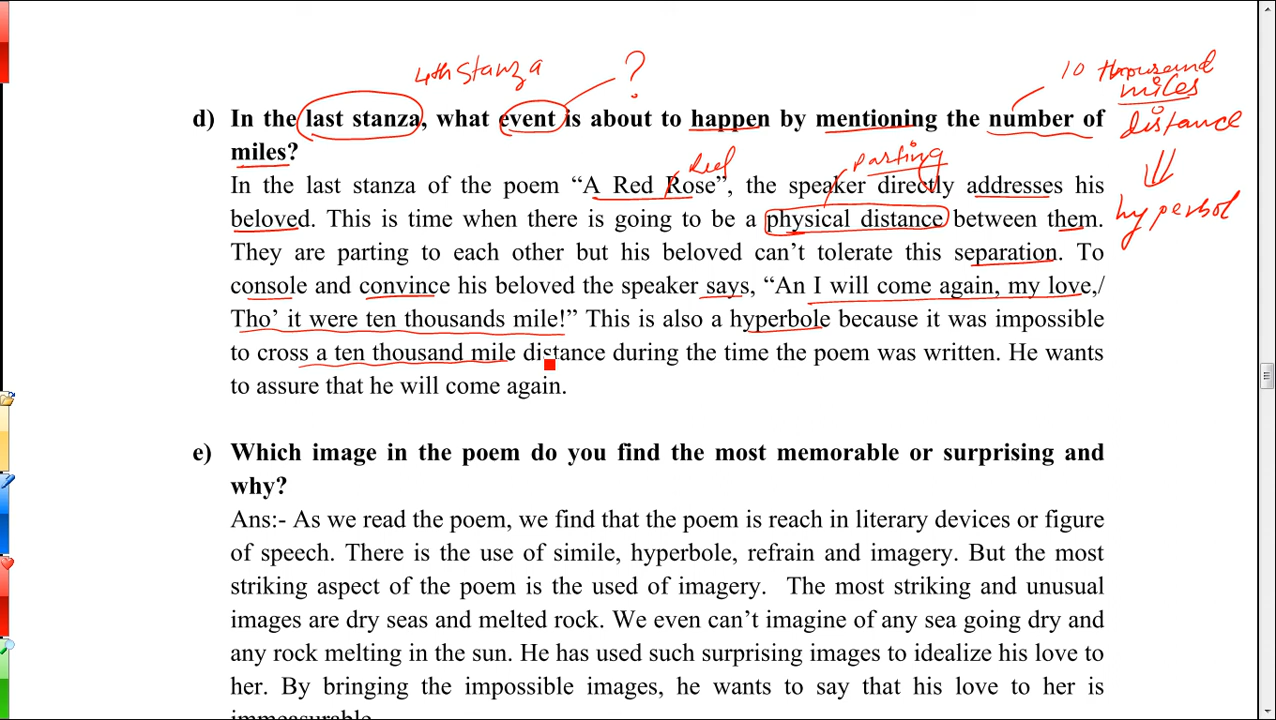 4th Stanza
?
10 thousand
miles
distance
hyperbol
d) In the last stanza, what event is about to happen by mentioning the number of
miles?
Red
parting
In the last stanza of the poem “A Red Rose”, the speaker directly addresses his
beloved. This is time when there is going to be a physical distance between them.
They are parting to each other but his beloved can’t tolerate this separation. To
console and convince his beloved the speaker says, “An I will come again, my love,/
Tho’ it were ten thousands mile!” This is also a hyperbole because it was impossible
to cross a ten thousand mile distance during the time the poem was written. He wants
to assure that he will come again.
e) Which image in the poem do you find the most memorable or surprising and
why?
Ans:- As we read the poem, we find that the poem is reach in literary devices or figure
of speech. There is the use of simile, hyperbole, refrain and imagery. But the most
striking aspect of the poem is the used of imagery. The most striking and unusual
images are dry seas and melted rock. We even can’t imagine of any sea going dry and
any rock melting in the sun. He has used such surprising images to idealize his love to
her. By bringing the impossible images, he wants to say that his love to her is
immeasurable.